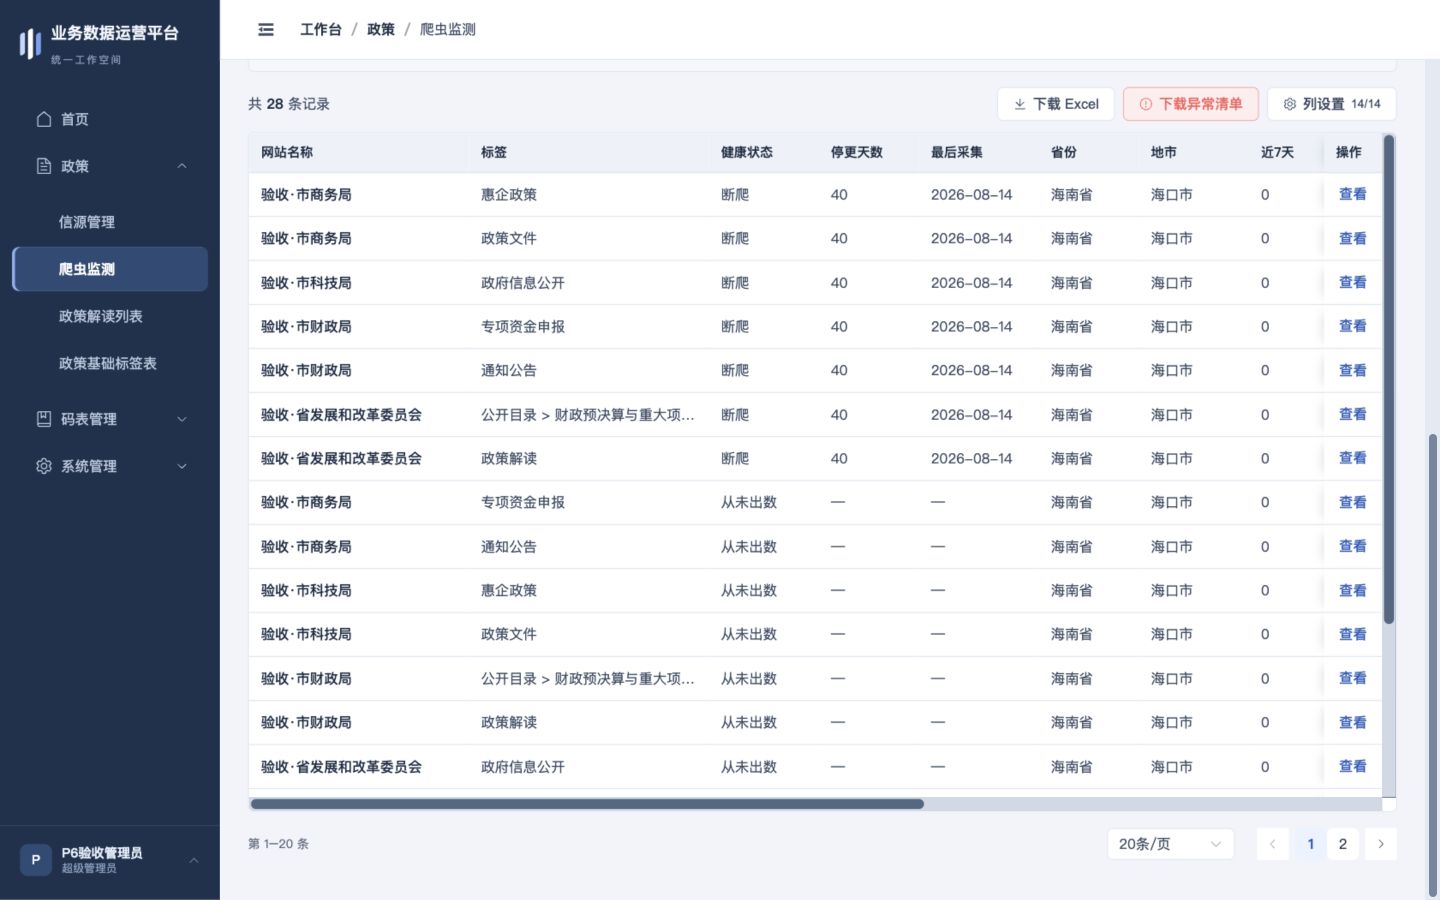 业务数据运营平台
统一工作空间
首页
政策
信源管理
爬虫监测
政策解读列表
政策基础标签表
码表管理
系统管理
P
P6验收管理员
超级管理员
工作台 / 政策 / 爬虫监测
共 28 条记录
下载 Excel
下载异常清单
列设置 14/14
网站名称 标签 健康状态 停更天数 最后采集 省份 地市 近7天 操作
验收·市商务局 惠企政策 断爬 40 2026-08-14 海南省 海口市 0 查看
验收·市商务局 政策文件 断爬 40 2026-08-14 海南省 海口市 0 查看
验收·市科技局 政府信息公开 断爬 40 2026-08-14 海南省 海口市 0 查看
验收·市财政局 专项资金申报 断爬 40 2026-08-14 海南省 海口市 0 查看
验收·市财政局 通知公告 断爬 40 2026-08-14 海南省 海口市 0 查看
验收·省发展和改革委员会 公开目录 > 财政预决算与重大项... 断爬 40 2026-08-14 海南省 海口市 0 查看
验收·省发展和改革委员会 政策解读 断爬 40 2026-08-14 海南省 海口市 0 查看
验收·市商务局 专项资金申报 从未出数 — — 海南省 海口市 0 查看
验收·市商务局 通知公告 从未出数 — — 海南省 海口市 0 查看
验收·市科技局 惠企政策 从未出数 — — 海南省 海口市 0 查看
验收·市科技局 政策文件 从未出数 — — 海南省 海口市 0 查看
验收·市财政局 公开目录 > 财政预决算与重大项... 从未出数 — — 海南省 海口市 0 查看
验收·市财政局 政策解读 从未出数 — — 海南省 海口市 0 查看
验收·省发展和改革委员会 政府信息公开 从未出数 — — 海南省 海口市 0 查看
第 1—20 条
20条/页
1 2